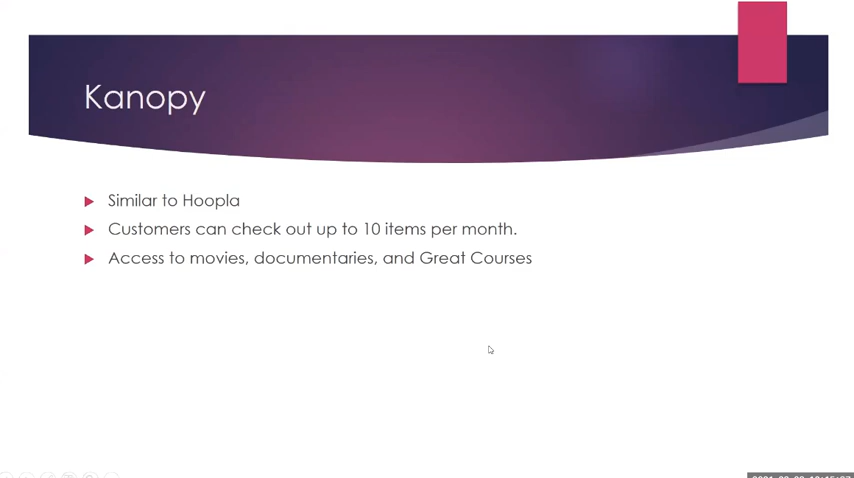 Kanopy
Similar to Hoopla
Customers can check out up to 10 items per month.
Access to movies, documentaries, and Great Courses